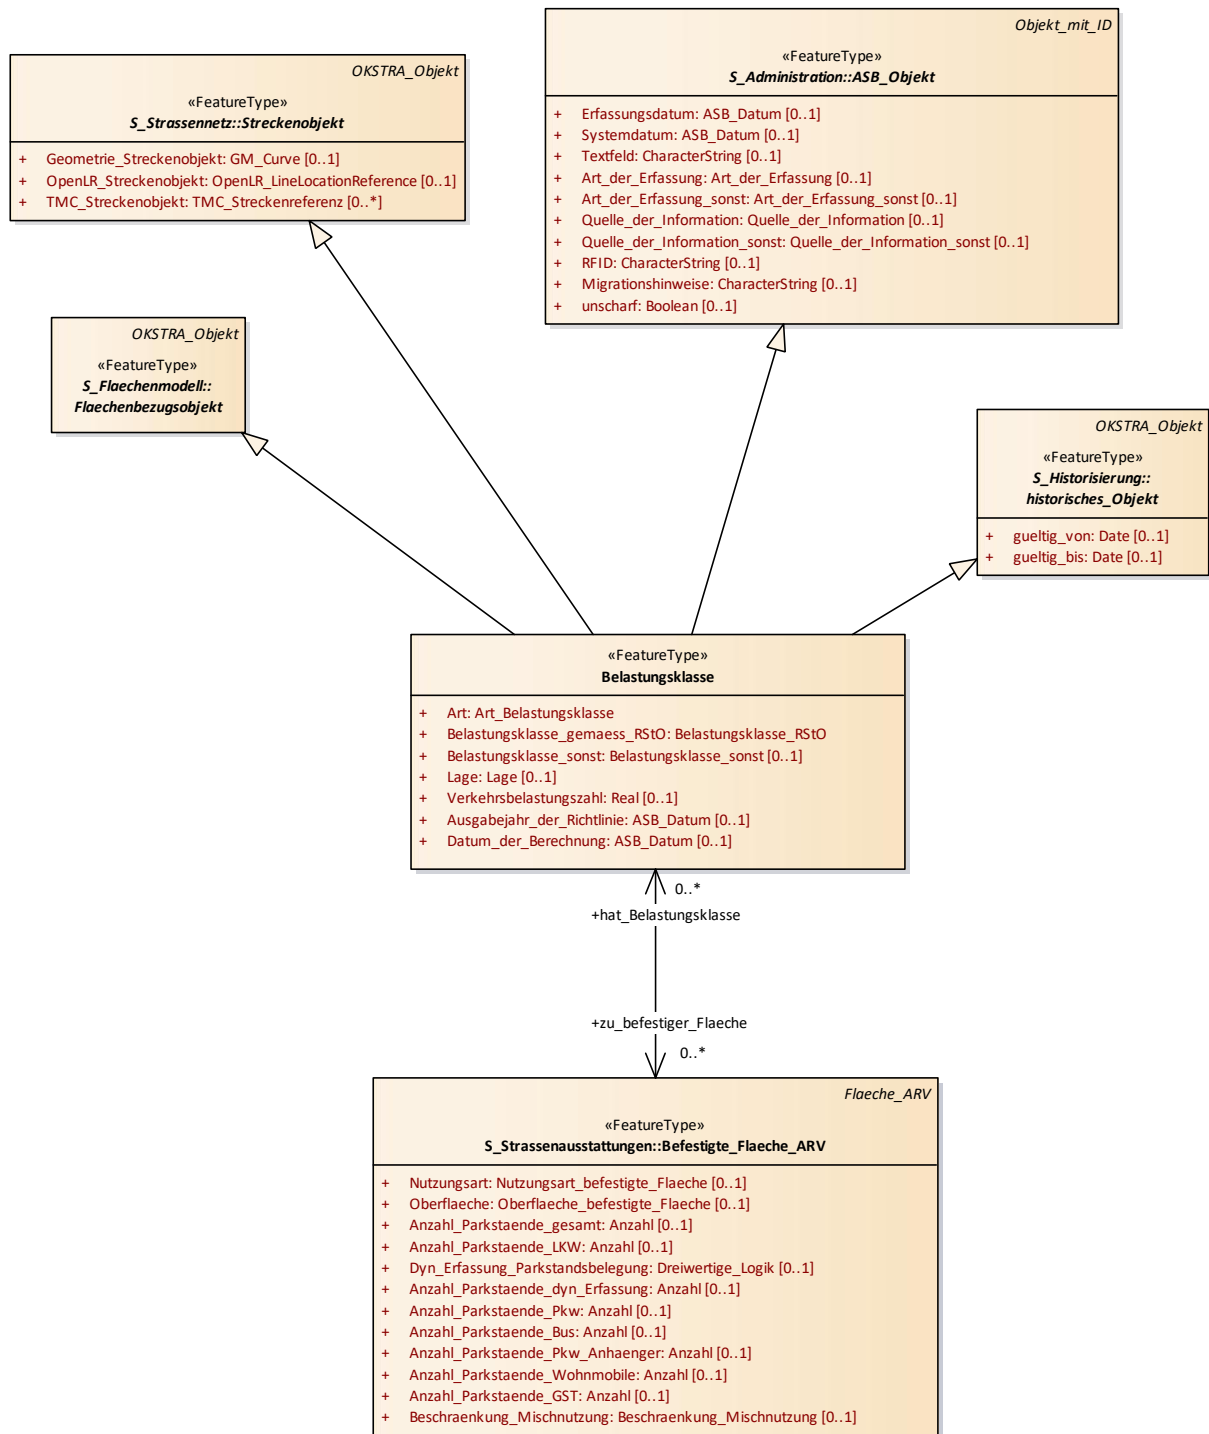 OKSTRA_Objekt
«FeatureType»
S_Strassennetz::Streckenobjekt
+ Geometrie_Streckenobjekt: GM_Curve [0..1]
+ OpenLR_Streckenobjekt: OpenLR_LineLocationReference [0..1]
+ TMC_Streckenobjekt: TMC_Streckenreferenz [0..*]
Objekt_mit_ID
«FeatureType»
S_Administration::ASB_Objekt
+ Erfassungsdatum: ASB_Datum [0..1]
+ Systemdatum: ASB_Datum [0..1]
+ Textfeld: CharacterString [0..1]
+ Art_der_Erfassung: Art_der_Erfassung [0..1]
+ Art_der_Erfassung_sonst: Art_der_Erfassung_sonst [0..1]
+ Quelle_der_Information: Quelle_der_Information [0..1]
+ Quelle_der_Information_sonst: Quelle_der_Information_sonst [0..1]
+ RFID: CharacterString [0..1]
+ Migrationshinweise: CharacterString [0..1]
+ unscharf: Boolean [0..1]
OKSTRA_Objekt
«FeatureType»
S_Flaechenmodell::
Flaechenbezugsobjekt
OKSTRA_Objekt
«FeatureType»
S_Historisierung::
historisches_Objekt
+ gueltig_von: Date [0..1]
+ gueltig_bis: Date [0..1]
«FeatureType»
Belastungsklasse
+ Art: Art_Belastungsklasse
+ Belastungsklasse_gemaess_RStO: Belastungsklasse_RStO
+ Belastungsklasse_sonst: Belastungsklasse_sonst [0..1]
+ Lage: Lage [0..1]
+ Verkehrsbelastungszahl: Real [0..1]
+ Ausgabejahr_der_Richtlinie: ASB_Datum [0..1]
+ Datum_der_Berechnung: ASB_Datum [0..1]
0..*
+hat_Belastungsklasse
+zu_befestiger_Flaeche
0..*
Flaeche_ARV
«FeatureType»
S_Strassenausstattungen::Befestigte_Flaeche_ARV
+ Nutzungsart: Nutzungsart_befestigte_Flaeche [0..1]
+ Oberflaeche: Oberflaeche_befestigte_Flaeche [0..1]
+ Anzahl_Parkstaende_gesamt: Anzahl [0..1]
+ Anzahl_Parkstaende_LKW: Anzahl [0..1]
+ Dyn_Erfassung_Parkstandsbelegung: Dreiwertige_Logik [0..1]
+ Anzahl_Parkstaende_dyn_Erfassung: Anzahl [0..1]
+ Anzahl_Parkstaende_Pkw: Anzahl [0..1]
+ Anzahl_Parkstaende_Bus: Anzahl [0..1]
+ Anzahl_Parkstaende_Pkw_Anhaenger: Anzahl [0..1]
+ Anzahl_Parkstaende_Wohnmobile: Anzahl [0..1]
+ Anzahl_Parkstaende_GST: Anzahl [0..1]
+ Beschraenkung_Mischnutzung: Beschraenkung_Mischnutzung [0..1]